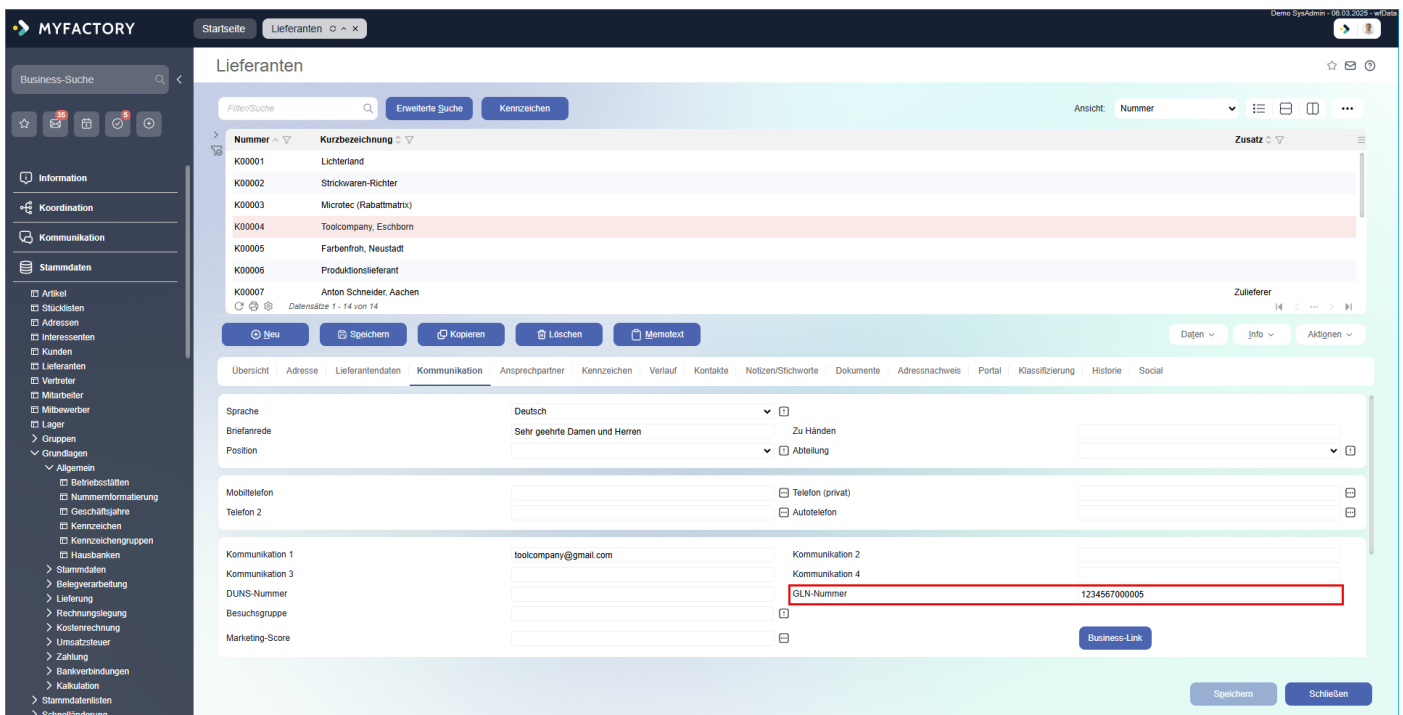 Demo SysAdmin - 06.03.2025 - wfData
MYFACTORY
Startseite
Lieferanten
Business-Suche
35
5
Information
Koordination
Kommunikation
Stammdaten
Artikel
Stücklisten
Adressen
Interessenten
Kunden
Lieferanten
Vertreter
Mitarbeiter
Mitbewerber
Lager
Gruppen
Grundlagen
Allgemein
Betriebsstätten
Nummernformatierung
Geschäftsjahre
Kennzeichen
Kennzeichengruppen
Hausbanken
Stammdaten
Belegverarbeitung
Lieferung
Rechnungslegung
Kostenrechnung
Umsatzsteuer
Zahlung
Bankverbindungen
Kalkulation
Stammdatenlisten
Schnelländerung
Lieferanten
Filter/Suche
Erweiterte Suche
Kennzeichen
Ansicht: Nummer
Nummer Kurzbezeichnung Zusatz
K00001 Lichterland
K00002 Strickwaren-Richter
K00003 Microtec (Rabattmatrix)
K00004 Toolcompany, Eschborn
K00005 Farbenfroh, Neustadt
K00006 Produktionslieferant
K00007 Anton Schneider, Aachen Zulieferer
Datensätze 1 - 14 von 14
Neu Speichern Kopieren Löschen Memotext Daten Info Aktionen
Übersicht Adresse Lieferantendaten Kommunikation Ansprechpartner Kennzeichen Verlauf Kontakte Notizen/Stichworte Dokumente Adressnachweis Portal Klassifizierung Historie Social
Sprache Deutsch
Briefanrede Sehr geehrte Damen und Herren Zu Händen
Position Abteilung
Mobiltelefon Telefon (privat)
Telefon 2 Autotelefon
Kommunikation 1 toolcompany@gmail.com Kommunikation 2
Kommunikation 3 Kommunikation 4
DUNS-Nummer GLN-Nummer 1234567000005
Besuchsgruppe
Marketing-Score Business-Link
Speichern Schließen